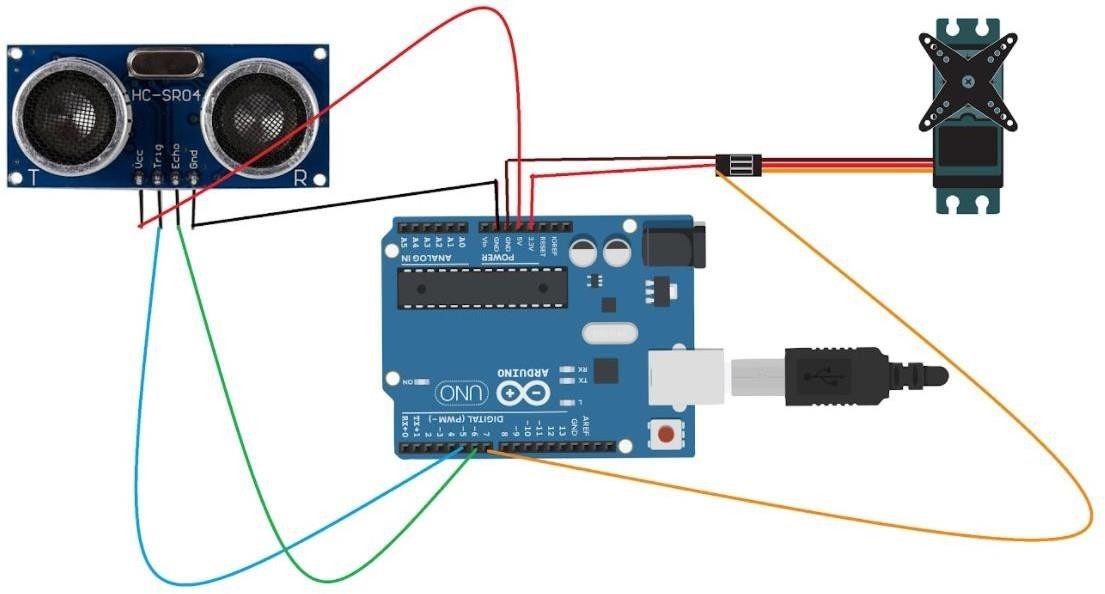 HC-SR04
Vcc
Trig
Echo
Gnd
T
R
A5
A4
A3
A2
A1
A0
Vin
GND
GND
5V
3.3V
RESET
IOREF
ANALOG IN
POWER
ON
UNO
ARDUINO
RX
TX
L
DIGITAL (PWM~)
RX←0
TX→1
2
~3
4
~5
~6
7
8
~9
~10
~11
12
13
GND
AREF